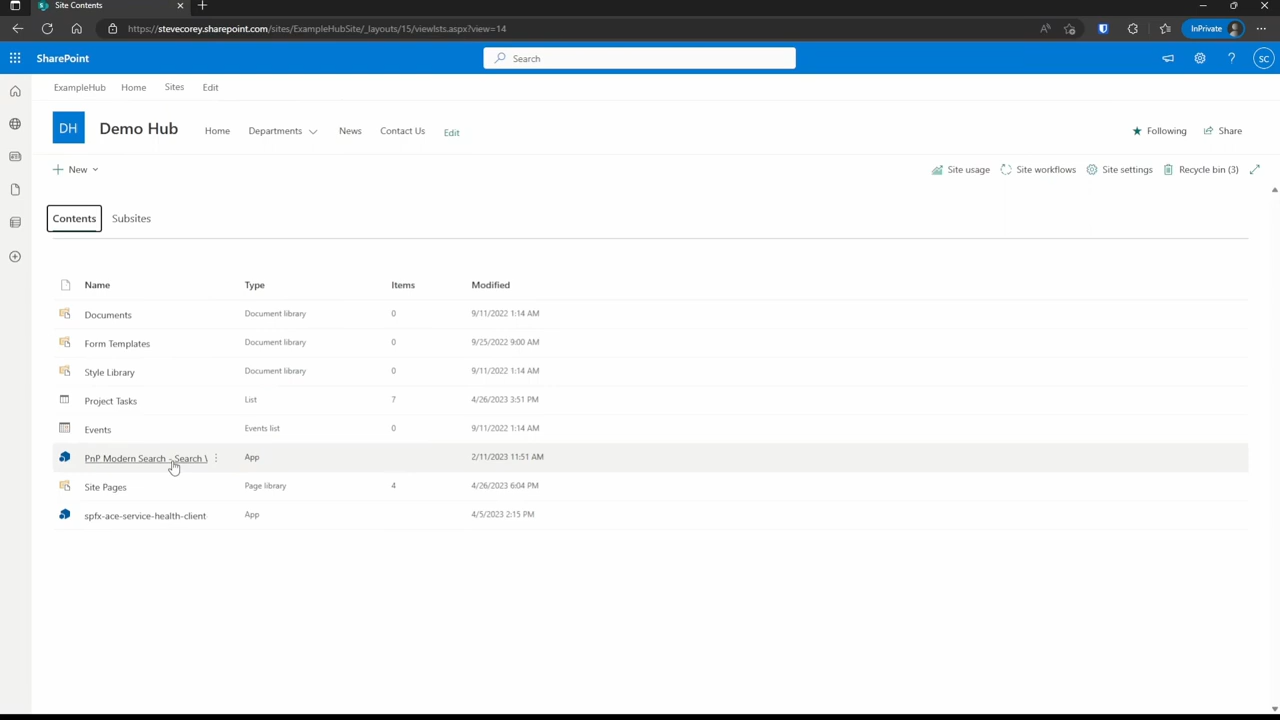 Site Contents
https://stevecorey.sharepoint.com/sites/ExampleHubSite/_layouts/15/viewlsts.aspx?view=14
InPrivate
SharePoint
Search
SC
ExampleHub Home Sites Edit
DH
Demo Hub
Home Departments News Contact Us Edit
Following Share
New
Site usage Site workflows Site settings Recycle bin (3)
Contents Subsites
Name Type Items Modified
Documents Document library 0 9/11/2022 1:14 AM
Form Templates Document library 0 9/25/2022 9:00 AM
Style Library Document library 0 9/11/2022 1:14 AM
Project Tasks List 7 4/26/2023 3:51 PM
Events Events list 0 9/11/2022 1:14 AM
PnP Modern Search - Search \ App 2/11/2023 11:51 AM
Site Pages Page library 4 4/26/2023 6:04 PM
spfx-ace-service-health-client App 4/5/2023 2:15 PM